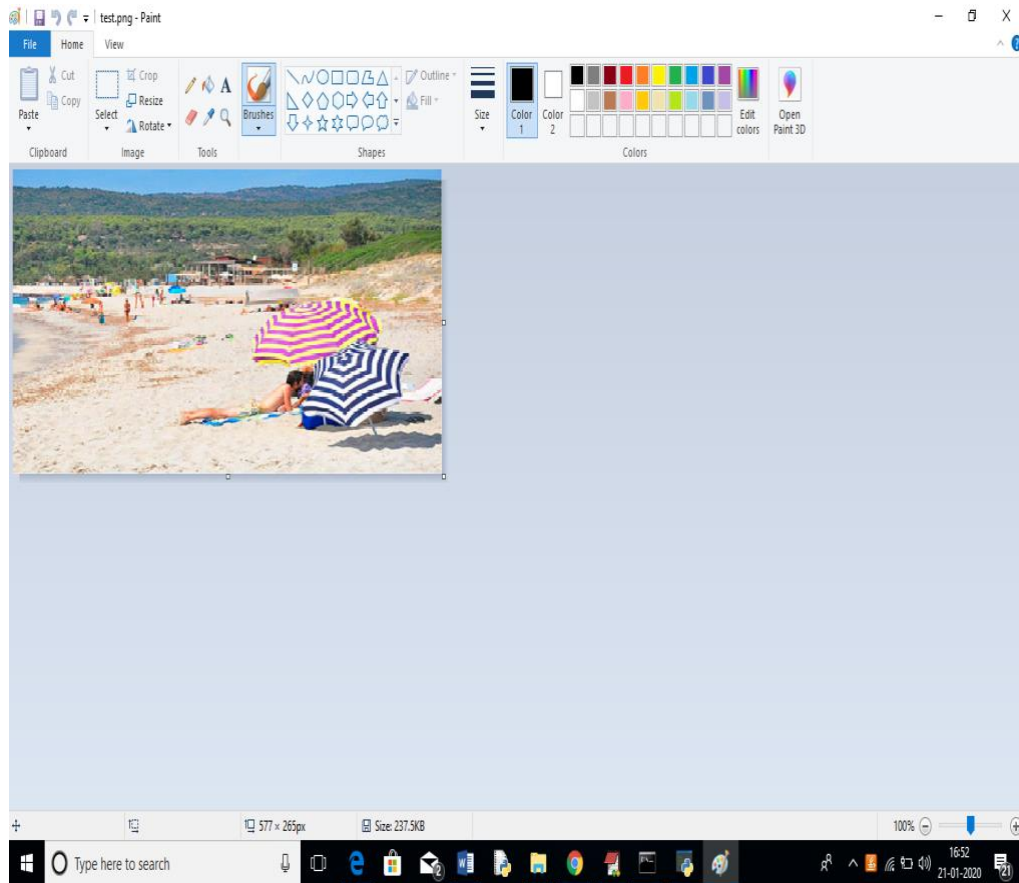 test.png - Paint
File Home View
Paste
Cut
Copy
Clipboard
Select
Crop
Resize
Rotate
Image
Tools
Brushes
Outline
Fill
Shapes
Size
Color 1
Color 2
Edit colors
Colors
Open Paint 3D
577 × 265px
Size: 237.5KB
100%
Type here to search
2
16:52
21-01-2020
21